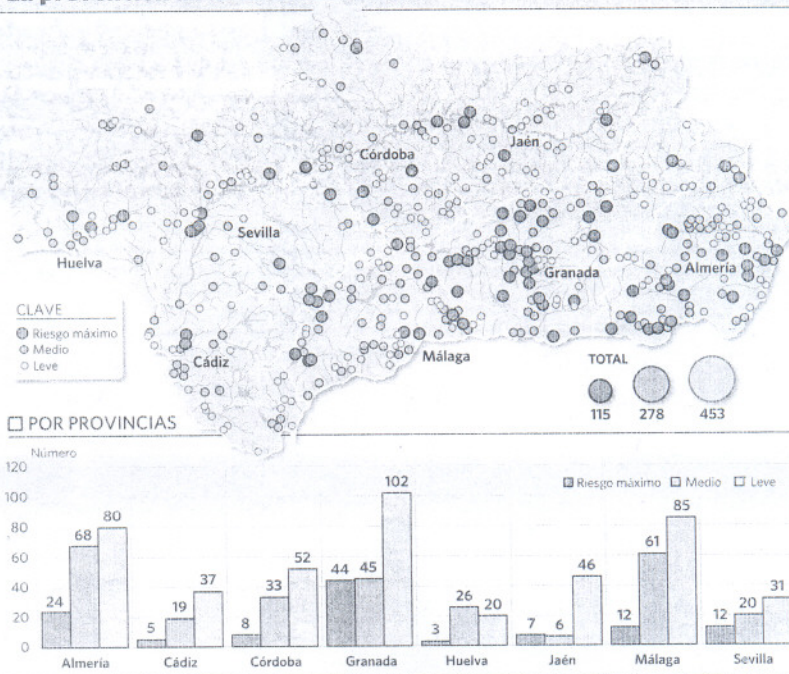 Jaén
Córdoba
Sevilla
Huelva
Granada
Almería
CLAVE
Riesgo máximo
Medio
Leve
Cádiz
Málaga
TOTAL
115 278 453
POR PROVINCIAS
Número
Riesgo máximo Medio Leve
120
100
80
60
40
20
0
24 68 80
5 19 37
8 33 52
44 45 102
3 26 20
7 6 46
12 61 85
12 20 31
Almería Cádiz Córdoba Granada Huelva Jaén Málaga Sevilla